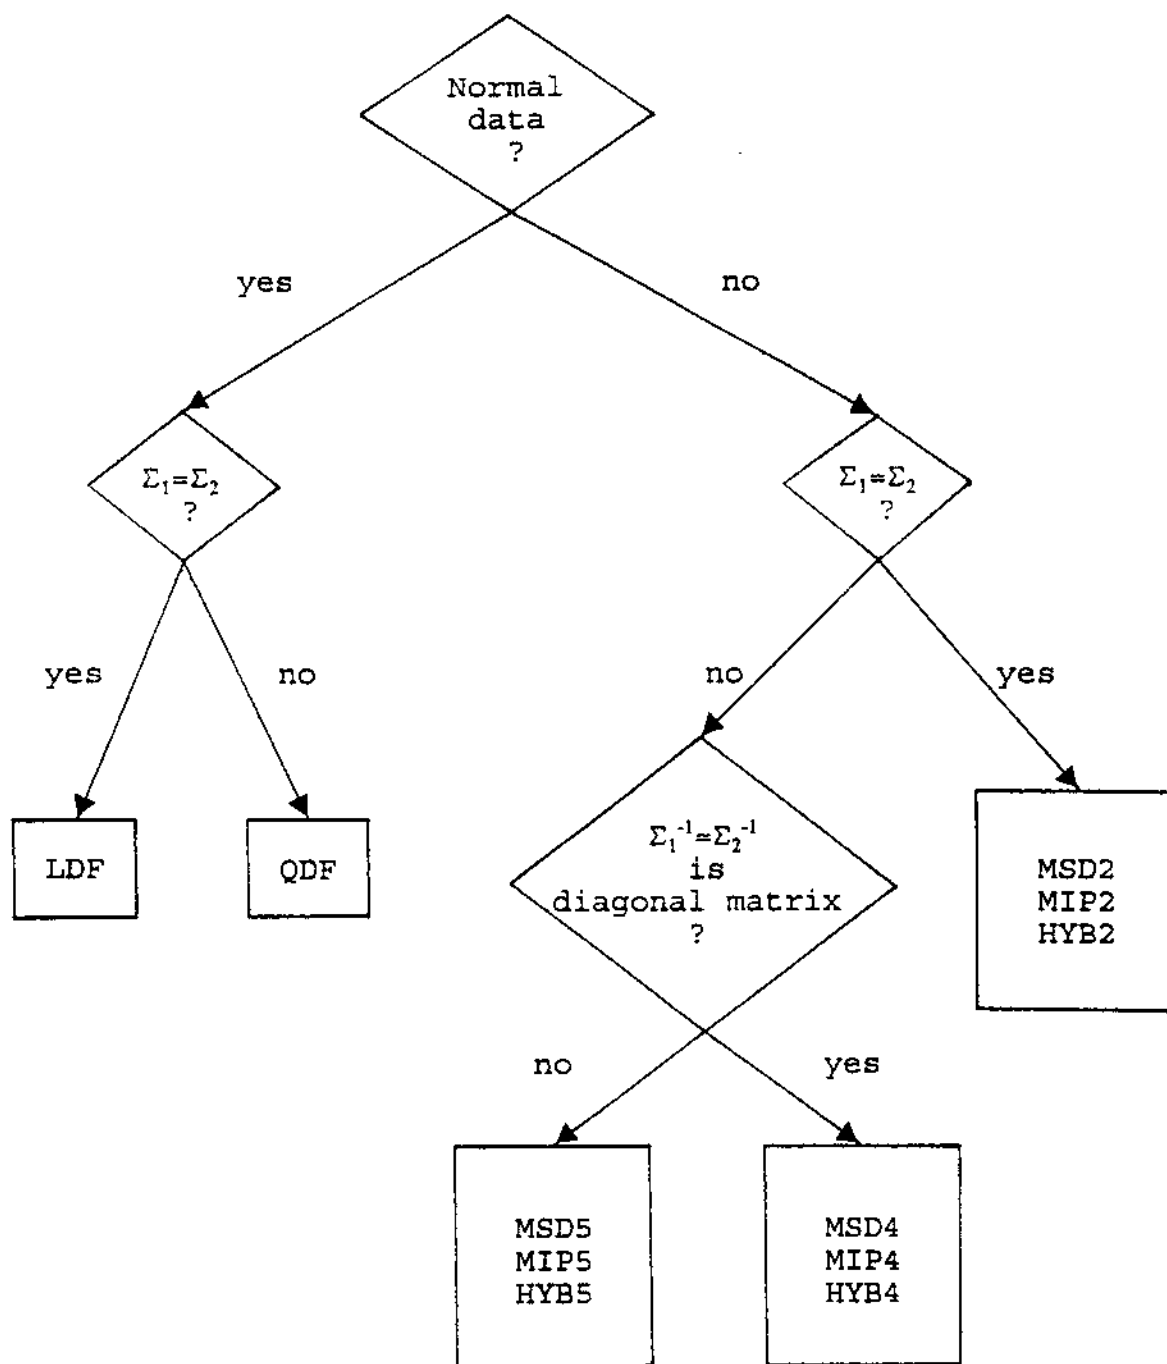 Normal
data
?
yes
no
Σ₁=Σ₂
?
Σ₁=Σ₂
?
yes
no
no
yes
LDF
QDF
Σ₁⁻¹=Σ₂⁻¹
is
diagonal matrix
?
MSD2
MIP2
HYB2
no
yes
MSD5
MIP5
HYB5
MSD4
MIP4
HYB4